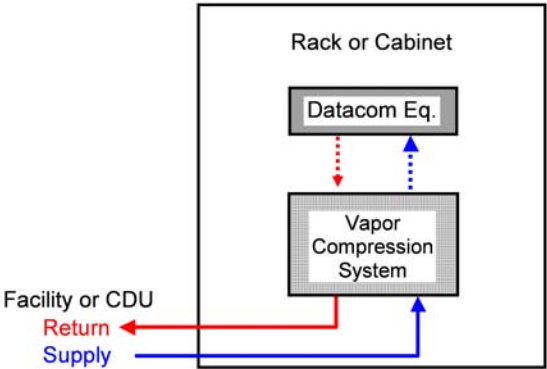 Rack or Cabinet
Datacom Eq.
Vapor
Compression
System
Facility or CDU
Return
Supply